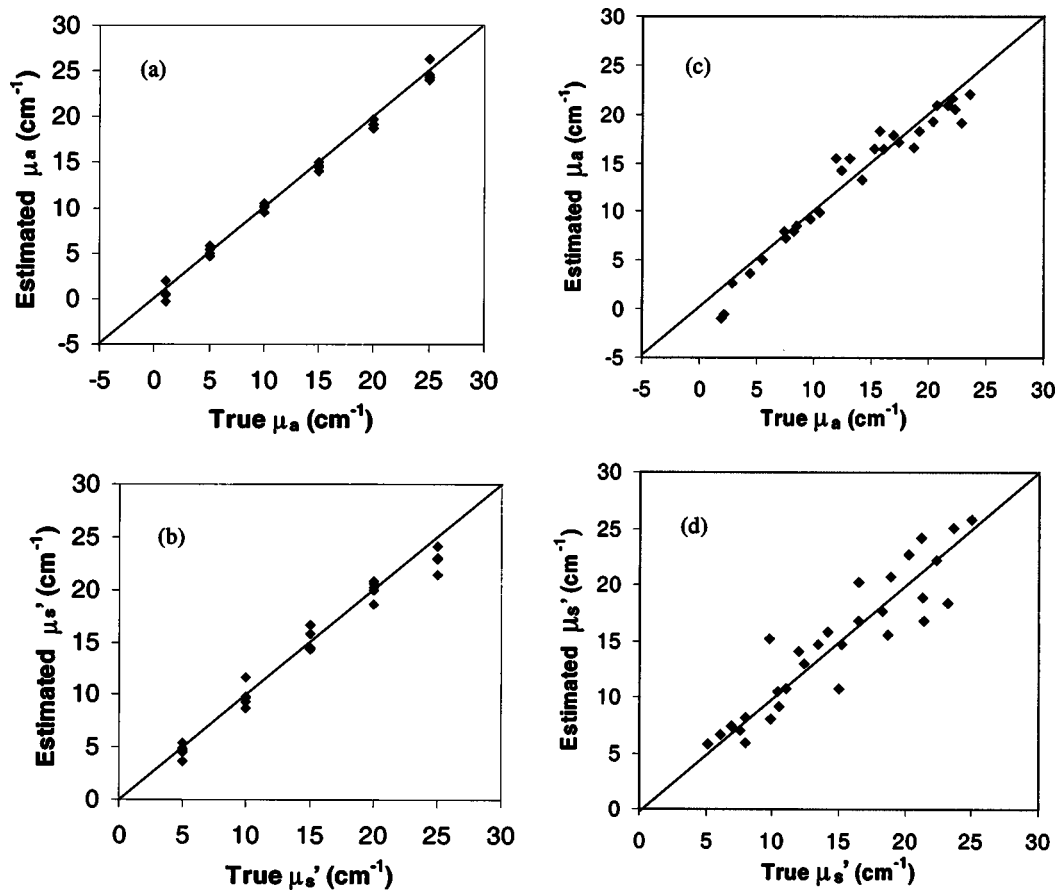 30
25
20
15
10
5
0
-5
Estimated μa (cm-1)
(a)
-5 0 5 10 15 20 25 30
True μa (cm-1)
30
25
20
15
10
5
0
-5
Estimated μa (cm-1)
(c)
-5 0 5 10 15 20 25 30
True μa (cm-1)
30
25
20
15
10
5
0
Estimated μs’ (cm-1)
(b)
0 5 10 15 20 25 30
True μs’ (cm-1)
30
25
20
15
10
5
0
Estimated μs’ (cm-1)
(d)
0 5 10 15 20 25 30
True μs’ (cm-1)